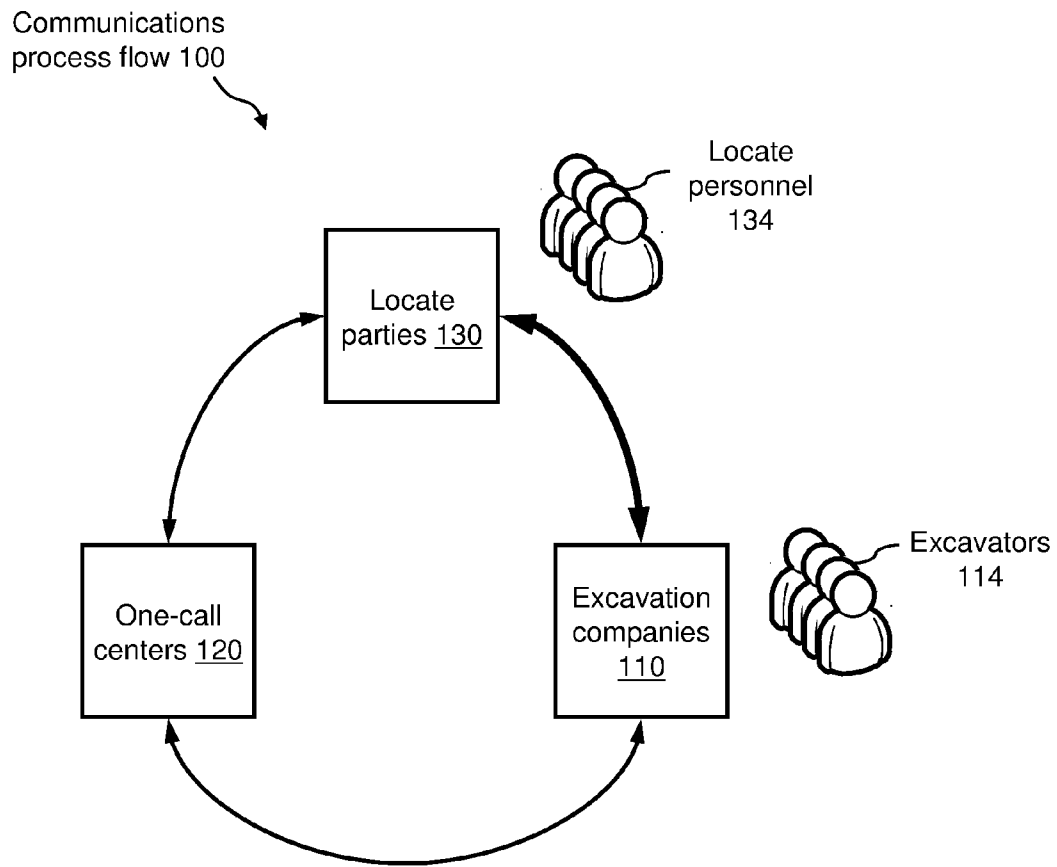 Communications
process flow 100
Locate
personnel
134
Locate
parties 130
Excavators
114
One-call
centers 120
Excavation
companies
110